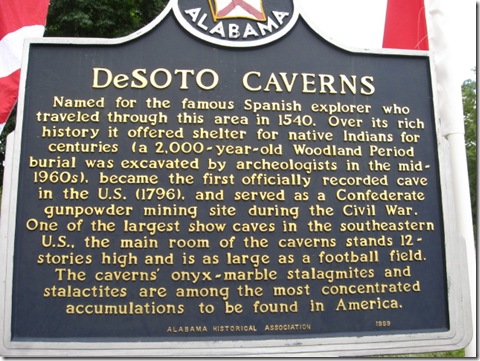 ALABAMA
DeSOTO CAVERNS
Named for the famous Spanish explorer who
traveled through this area in 1540. Over its rich
history it offered shelter for native Indians for
centuries (a 2,000-year-old Woodland Period
burial was excavated by archeologists in the mid-
1960s), became the first officially recorded cave
in the U.S. (1796), and served as a Confederate
gunpowder mining site during the Civil War.
One of the largest show caves in the southeastern
U.S., the main room of the caverns stands 12-
stories high and is as large as a football field.
The caverns' onyx-marble stalagmites and
stalactites are among the most concentrated
accumulations to be found in America.
ALABAMA HISTORICAL ASSOCIATION 1989